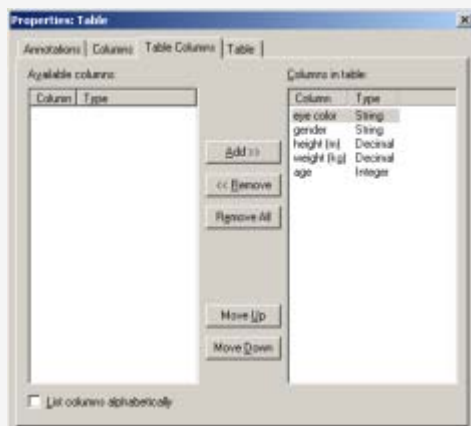 Properties: Table
Annotations Columns Table Columns Table
Available columns:
Column Type
Add >>
<< Remove
Remove All
Move Up
Move Down
List columns alphabetically
Columns in table:
Column Type
eye color String
gender String
height (m) Decimal
weight (kg) Decimal
age Integer